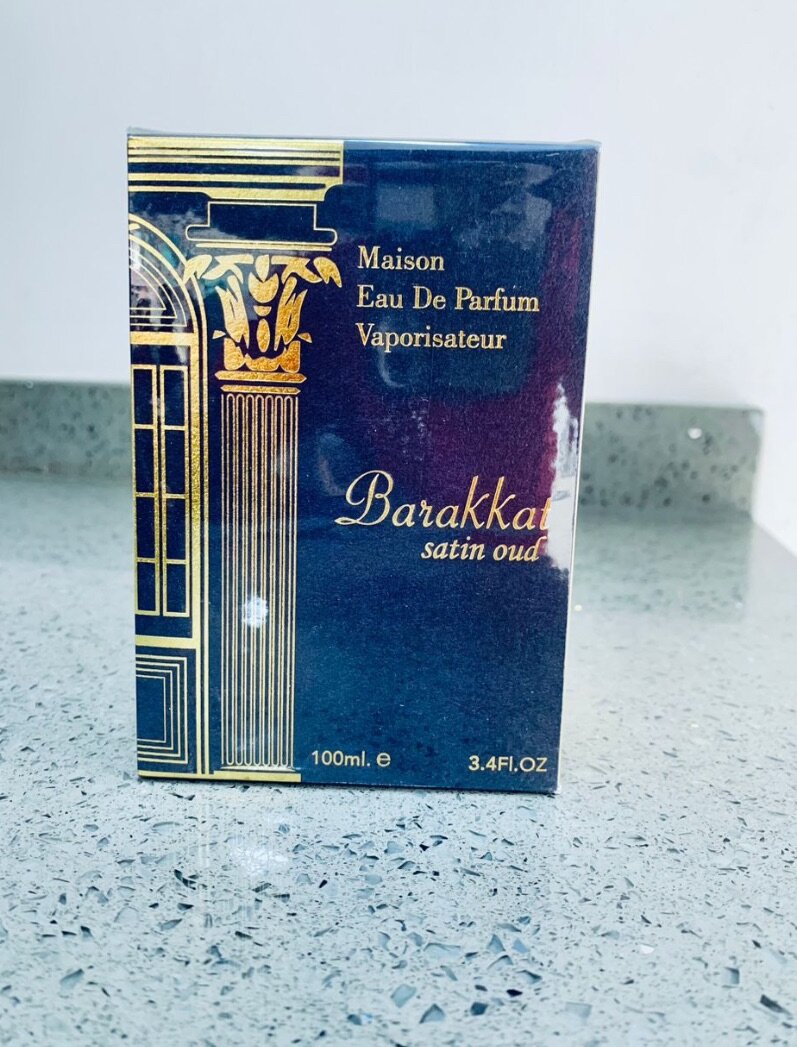 Maison
Eau De Parfum
Vaporisateur
Barakkat
satin oud
100ml. ℮
3.4Fl.OZ